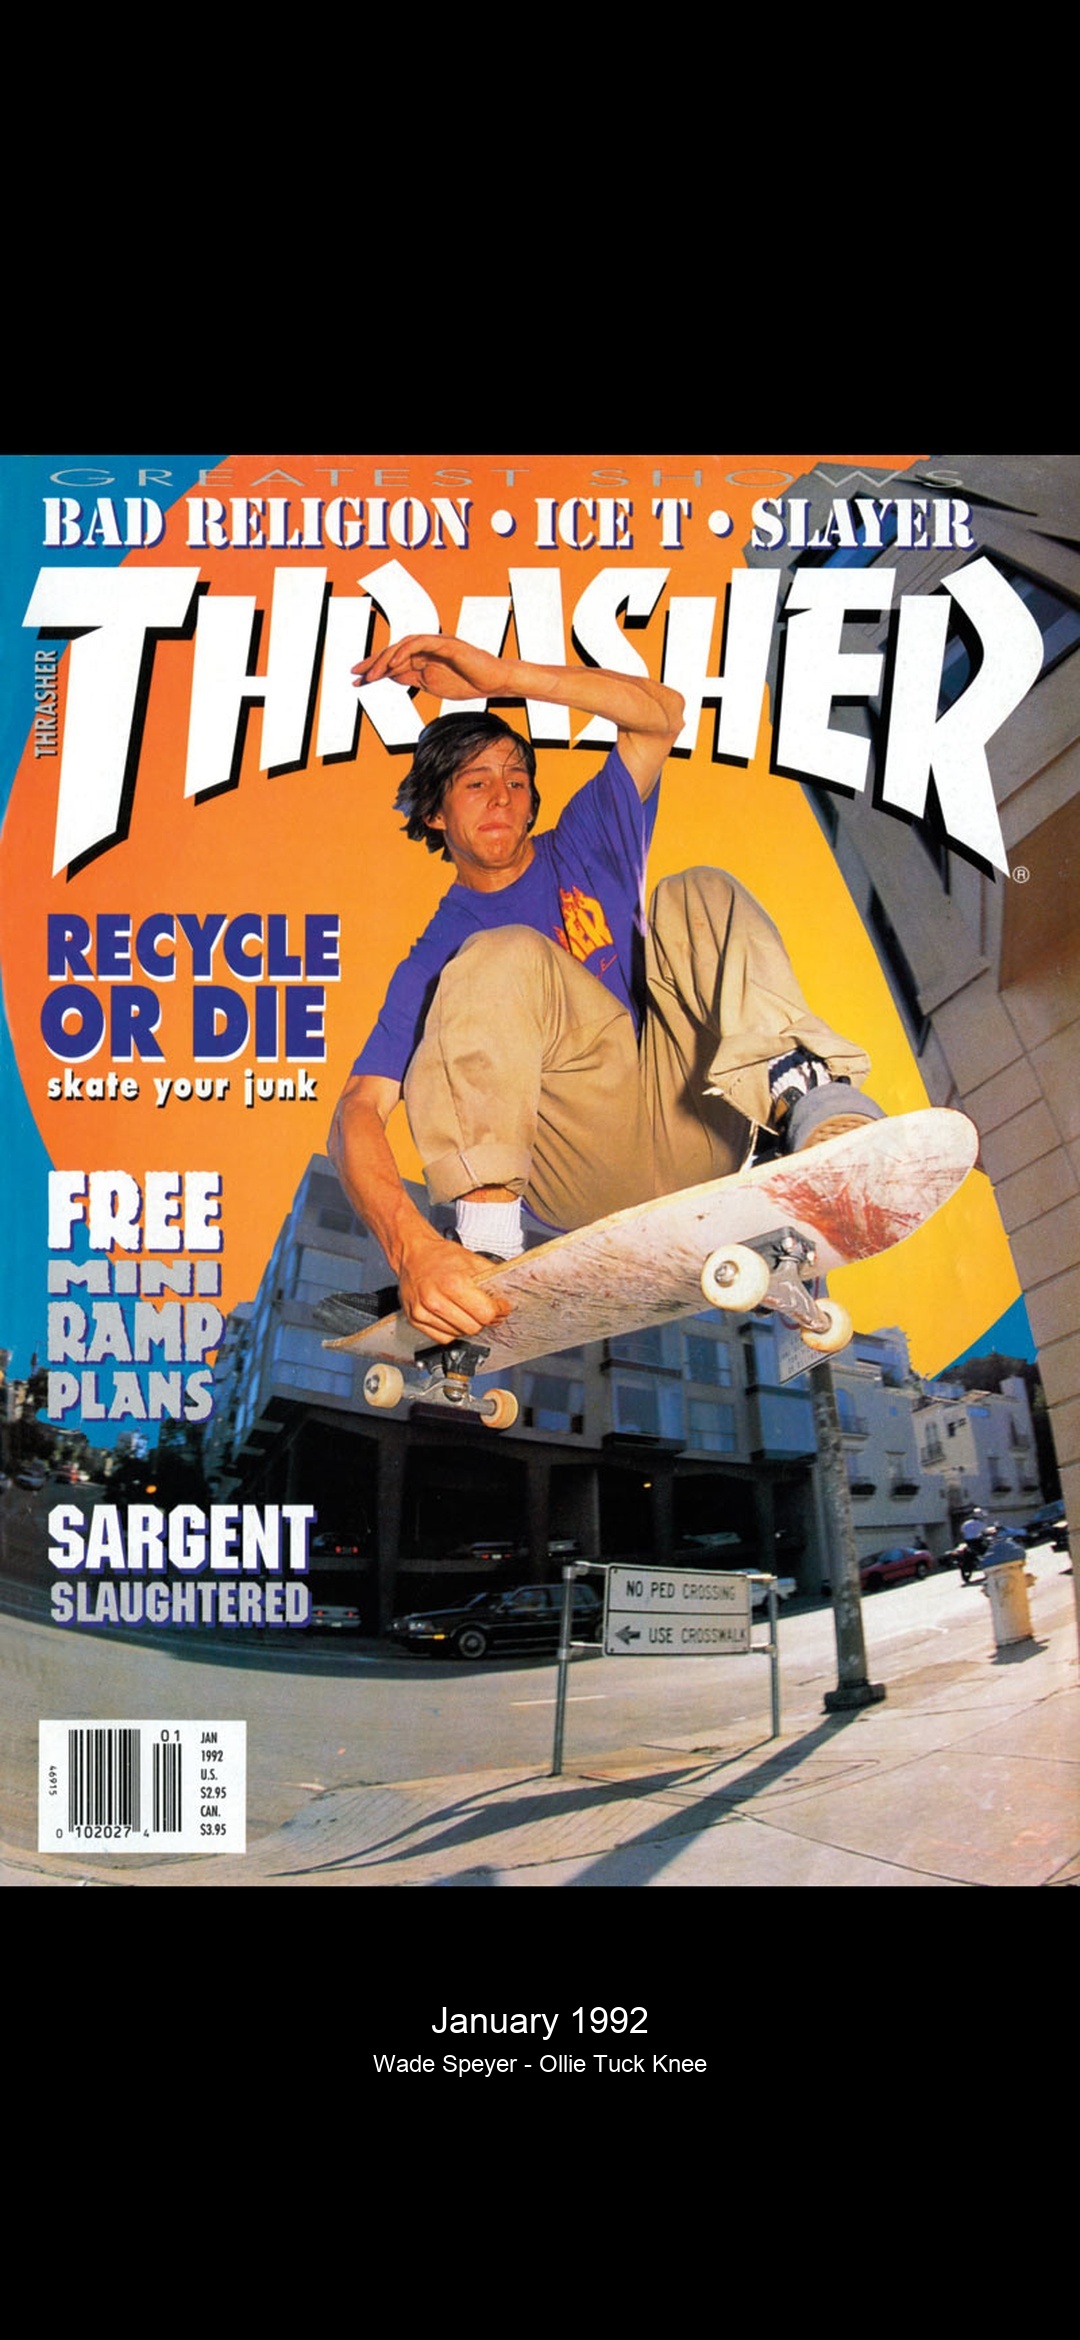 GREATEST SHOWS
BAD RELIGION • ICE T • SLAYER
THRASHER
®
THRASHER
RECYCLE
OR DIE
skate your junk
FREE
MINI
RAMP
PLANS
SARGENT
SLAUGHTERED
NO PED CROSSING
USE CROSSWALK
01
JAN
1992
U.S.
$2.95
CAN.
$3.95
46915
0 102027 4
January 1992
Wade Speyer - Ollie Tuck Knee